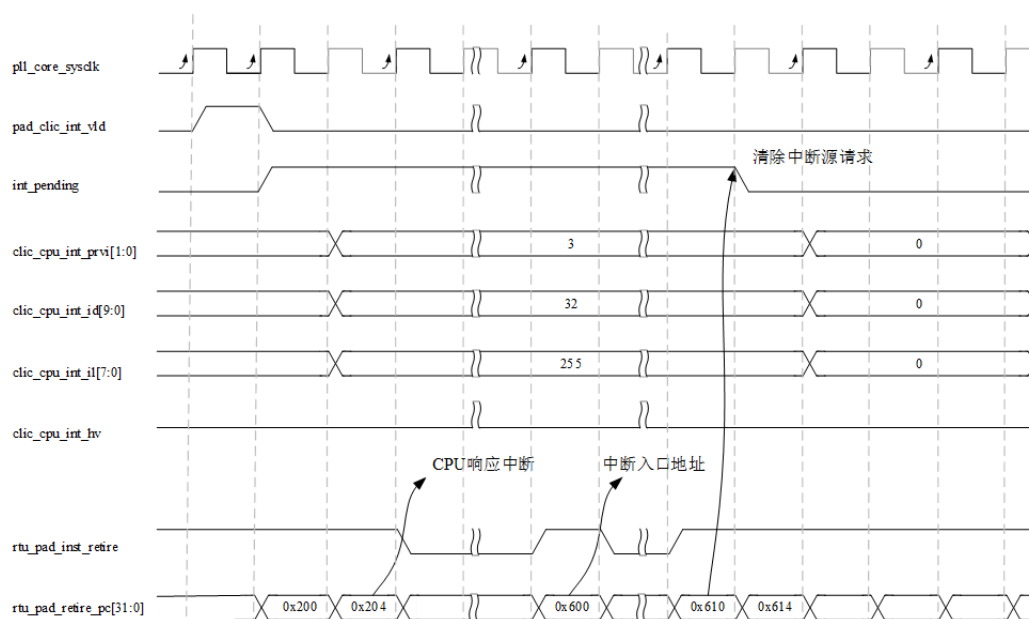 pll_core_sysclk
pad_clic_int_vld
清除中断源请求
int_pending
clic_cpu_int_prvi[1:0] 3 0
clic_cpu_int_id[9:0] 32 0
clic_cpu_int_il[7:0] 255 0
clic_cpu_int_hv
CPU响应中断 中断入口地址
rtu_pad_inst_retire
rtu_pad_retire_pc[31:0] 0x200 0x204 0x600 0x610 0x614